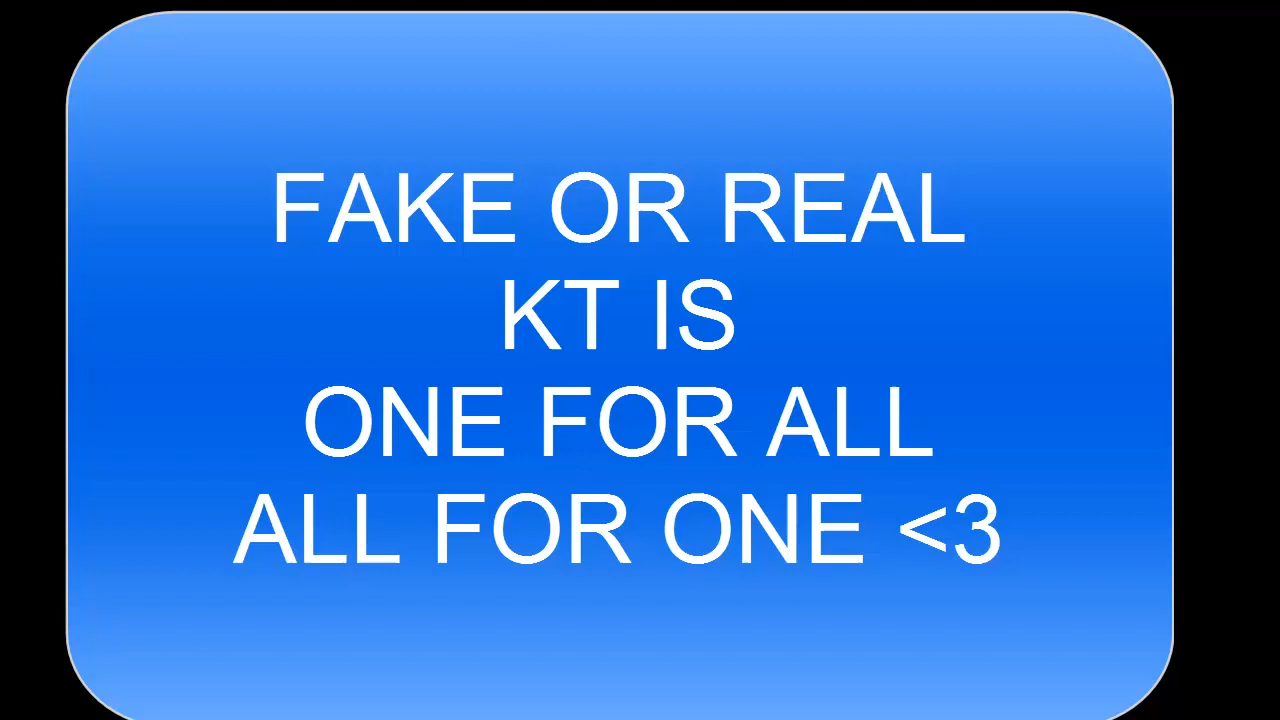 FAKE OR REAL
KT IS
ONE FOR ALL
ALL FOR ONE <3